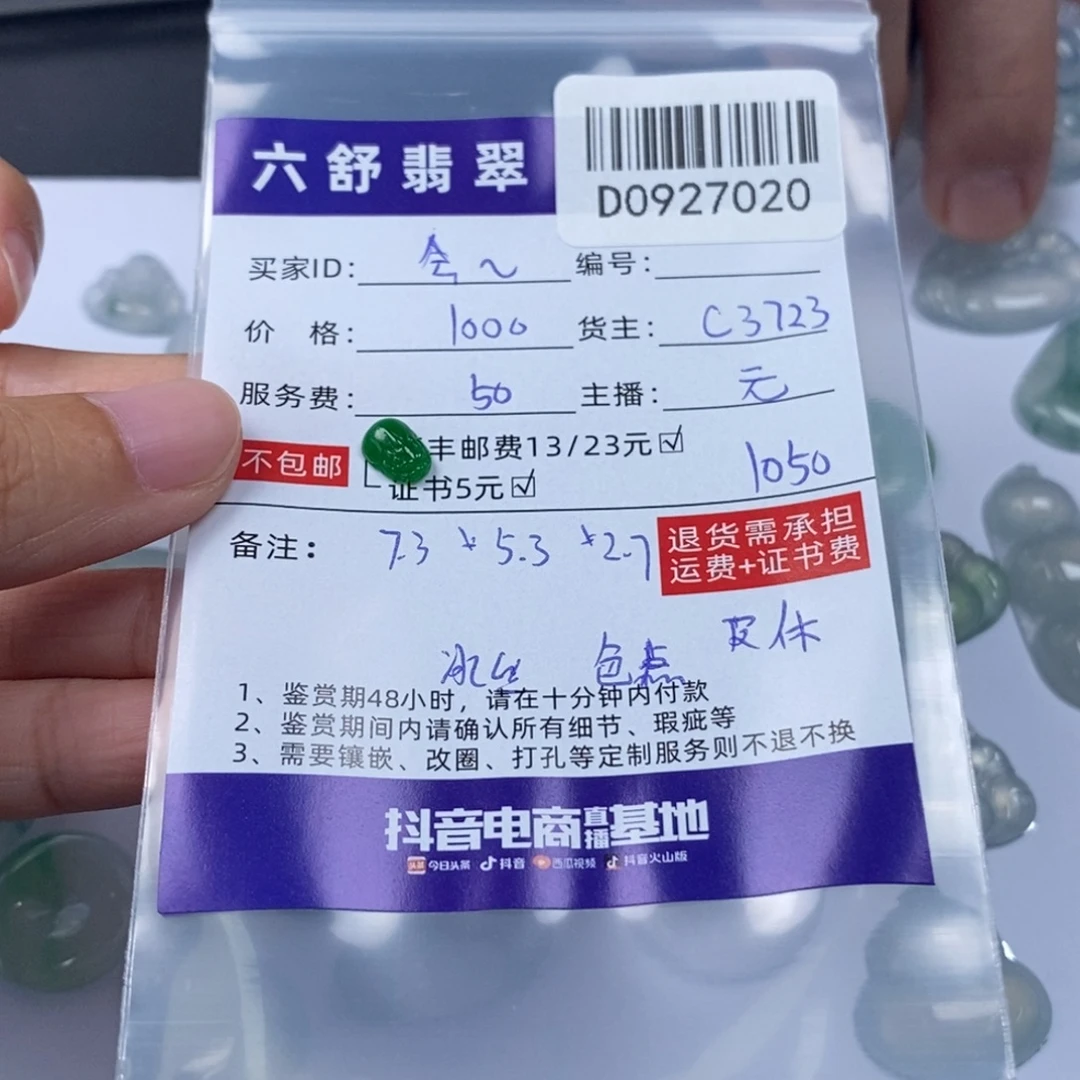 六舒翡翠
D0927020
买家ID: 会~ 编号:
价 格: 1000 货主: C3723
服务费: 50 主播: 元
不包邮
丰邮费13/23元☑
证书5元☑
1050
备注: 7.3*5.3*2.7
退货需承担
运费+证书费
冰 包
1、鉴赏期48小时,请在十分钟内付款
2、鉴赏期间内请确认所有细节、瑕疵等
3、需要镶嵌、改圈、打孔等定制服务则不退不换
抖音电商直播基地
头条 今日头条 抖音 西瓜视频 抖音火山版